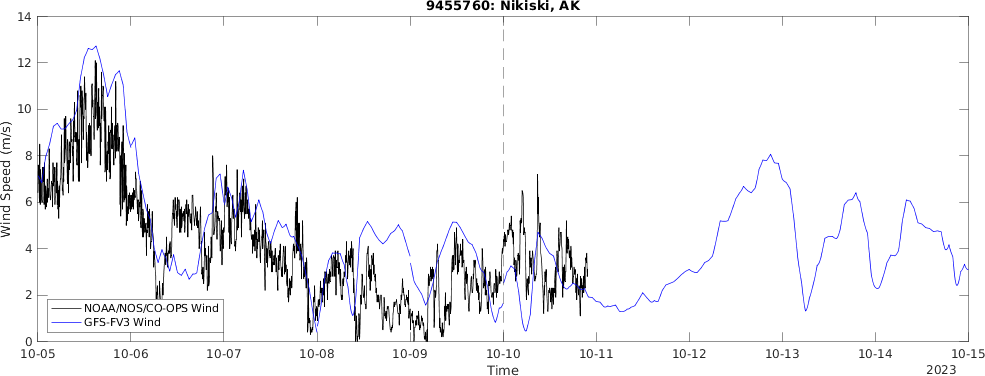 9455760: Nikiski, AK
Wind Speed (m/s)
14
12
10
8
6
4
2
0
NOAA/NOS/CO-OPS Wind
GFS-FV3 Wind
10-05 10-06 10-07 10-08 10-09 10-10 10-11 10-12 10-13 10-14 10-15
Time
2023